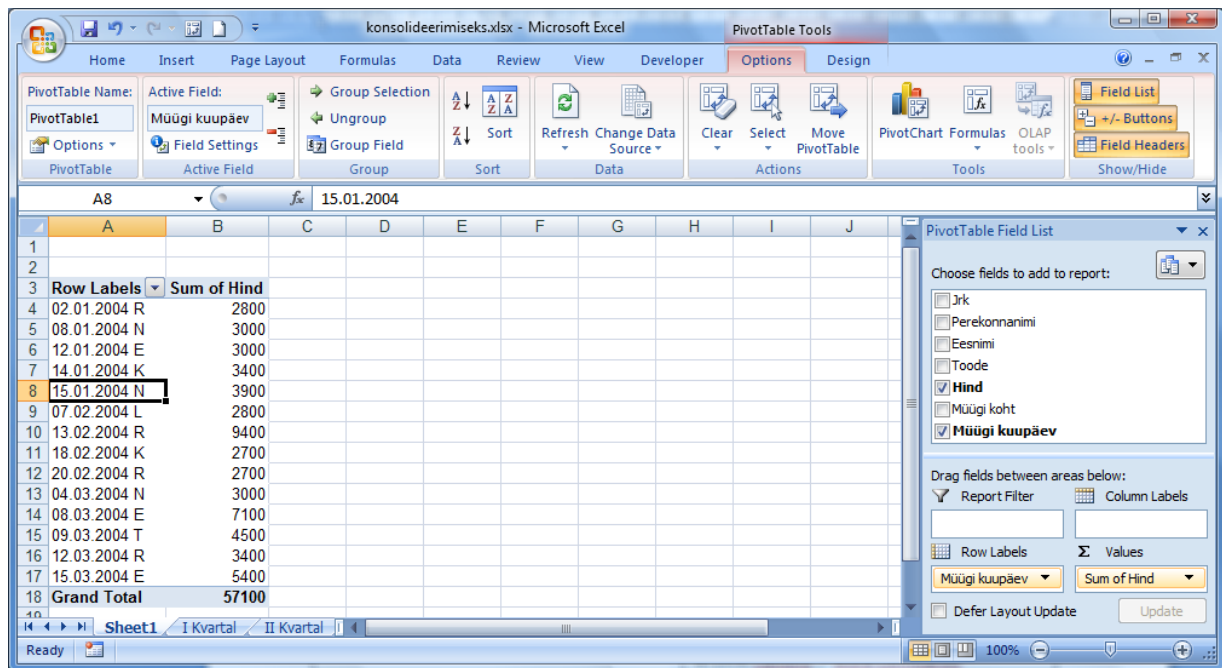 konsolideerimiseks.xlsx - Microsoft Excel PivotTable Tools
Home Insert Page Layout Formulas Data Review View Developer Options Design
PivotTable Name: Active Field: Group Selection Field List
PivotTable1 Müügi kuupäev Ungroup Sort Refresh Change Data Source Clear Select Move PivotTable PivotChart Formulas OLAP tools +/- Buttons
Options Field Settings Group Field Field Headers
PivotTable Active Field Group Sort Data Actions Tools Show/Hide
A8 fx 15.01.2004
A B C D E F G H I J
1
2
3 Row Labels Sum of Hind
4 02.01.2004 R 2800
5 08.01.2004 N 3000
6 12.01.2004 E 3000
7 14.01.2004 K 3400
8 15.01.2004 N 3900
9 07.02.2004 L 2800
10 13.02.2004 R 9400
11 18.02.2004 K 2700
12 20.02.2004 R 2700
13 04.03.2004 N 3000
14 08.03.2004 E 7100
15 09.03.2004 T 4500
16 12.03.2004 R 3400
17 15.03.2004 E 5400
18 Grand Total 57100
19
PivotTable Field List
Choose fields to add to report:
Jrk
Perekonnanimi
Eesnimi
Toode
Hind
Müügi koht
Müügi kuupäev
Drag fields between areas below:
Report Filter Column Labels
Row Labels Σ Values
Müügi kuupäev Sum of Hind
Defer Layout Update Update
Sheet1 I Kvartal II Kvartal
Ready 100%